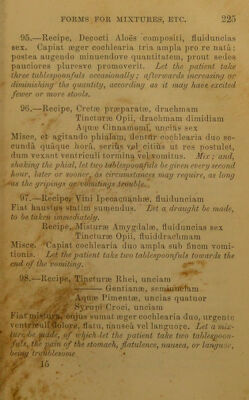 FORMS FOR MIXTURES, ETC. 225
95.—Recipe, Decocti Aloës compositi, fluiduncias
sex. Capiat æger cochlearia tria ampla pro re natâ:
postea augendo minuendove quantitatem, prout sedes
pauciores pluresve promoverit. Let the patient take
three tablespoonfuls occasionally; afterwards increasing or
diminishing the quantity, according as it may have excited
fewer or more stools.
96.—Recipe, Cretæ præparatæ, drachmam
Tincturæ Opii, drachmam dimidiam
Aquæ Cinnamomi, uncias sex
Misce, et agitando phialam, dentur cochlearia duo se-
cundâ quâque horâ, serius vel citius ut res postulet,
dum vexant ventriculi tormina vel vomitus. Mix; and,
shaking the phial, let two tablespoonfuls be given every second
hour, later or sooner, as circumstances may require, as long
as the gripings or vomitings trouble.
97.—Recipe, Vini Ipecacuanhæ, fluidunciam
Fiat haustus statim sumendus. Let a draught be made,
to be taken immediately.
Recipe, Misturæ Amygdalæ, fluiduncias sex
Tincturæ Opii, fluidrachmam
Misce. Capiat cochlearia duo ampla sub finem vomi-
tionis. Let the patient take two tablespoonfuls towards the
end of the vomiting.
98.—Recipe, Tincturæ Rhei, unciam
Gentianæ, semunciam
Aquæ Pimentæ, uncias quatuor
Syrupi Croci, unciam
Fiat mistura, cujus sumat æger cochlearia duo, urgente
ventriculi dolore, flatu, nauseâ vel languore. Let a mix-
ture be made, of which let the patient take two tablespoon-
fuls, the pain of the stomach, flatulence, nausea, or languor,
being troublesome
15